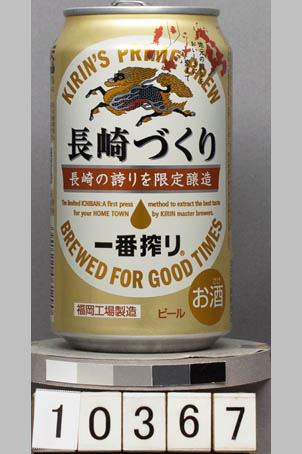 KIRIN'S PRIME BREW
長崎づくり
長崎の誇りを限定醸造
The limited ICHIBAN: A first press method to extract the best taste
for your HOME TOWN by KIRIN master brewers.
一番搾り®
BREWED FOR GOOD TIMES
お酒
福岡工場製造
ビール
10367